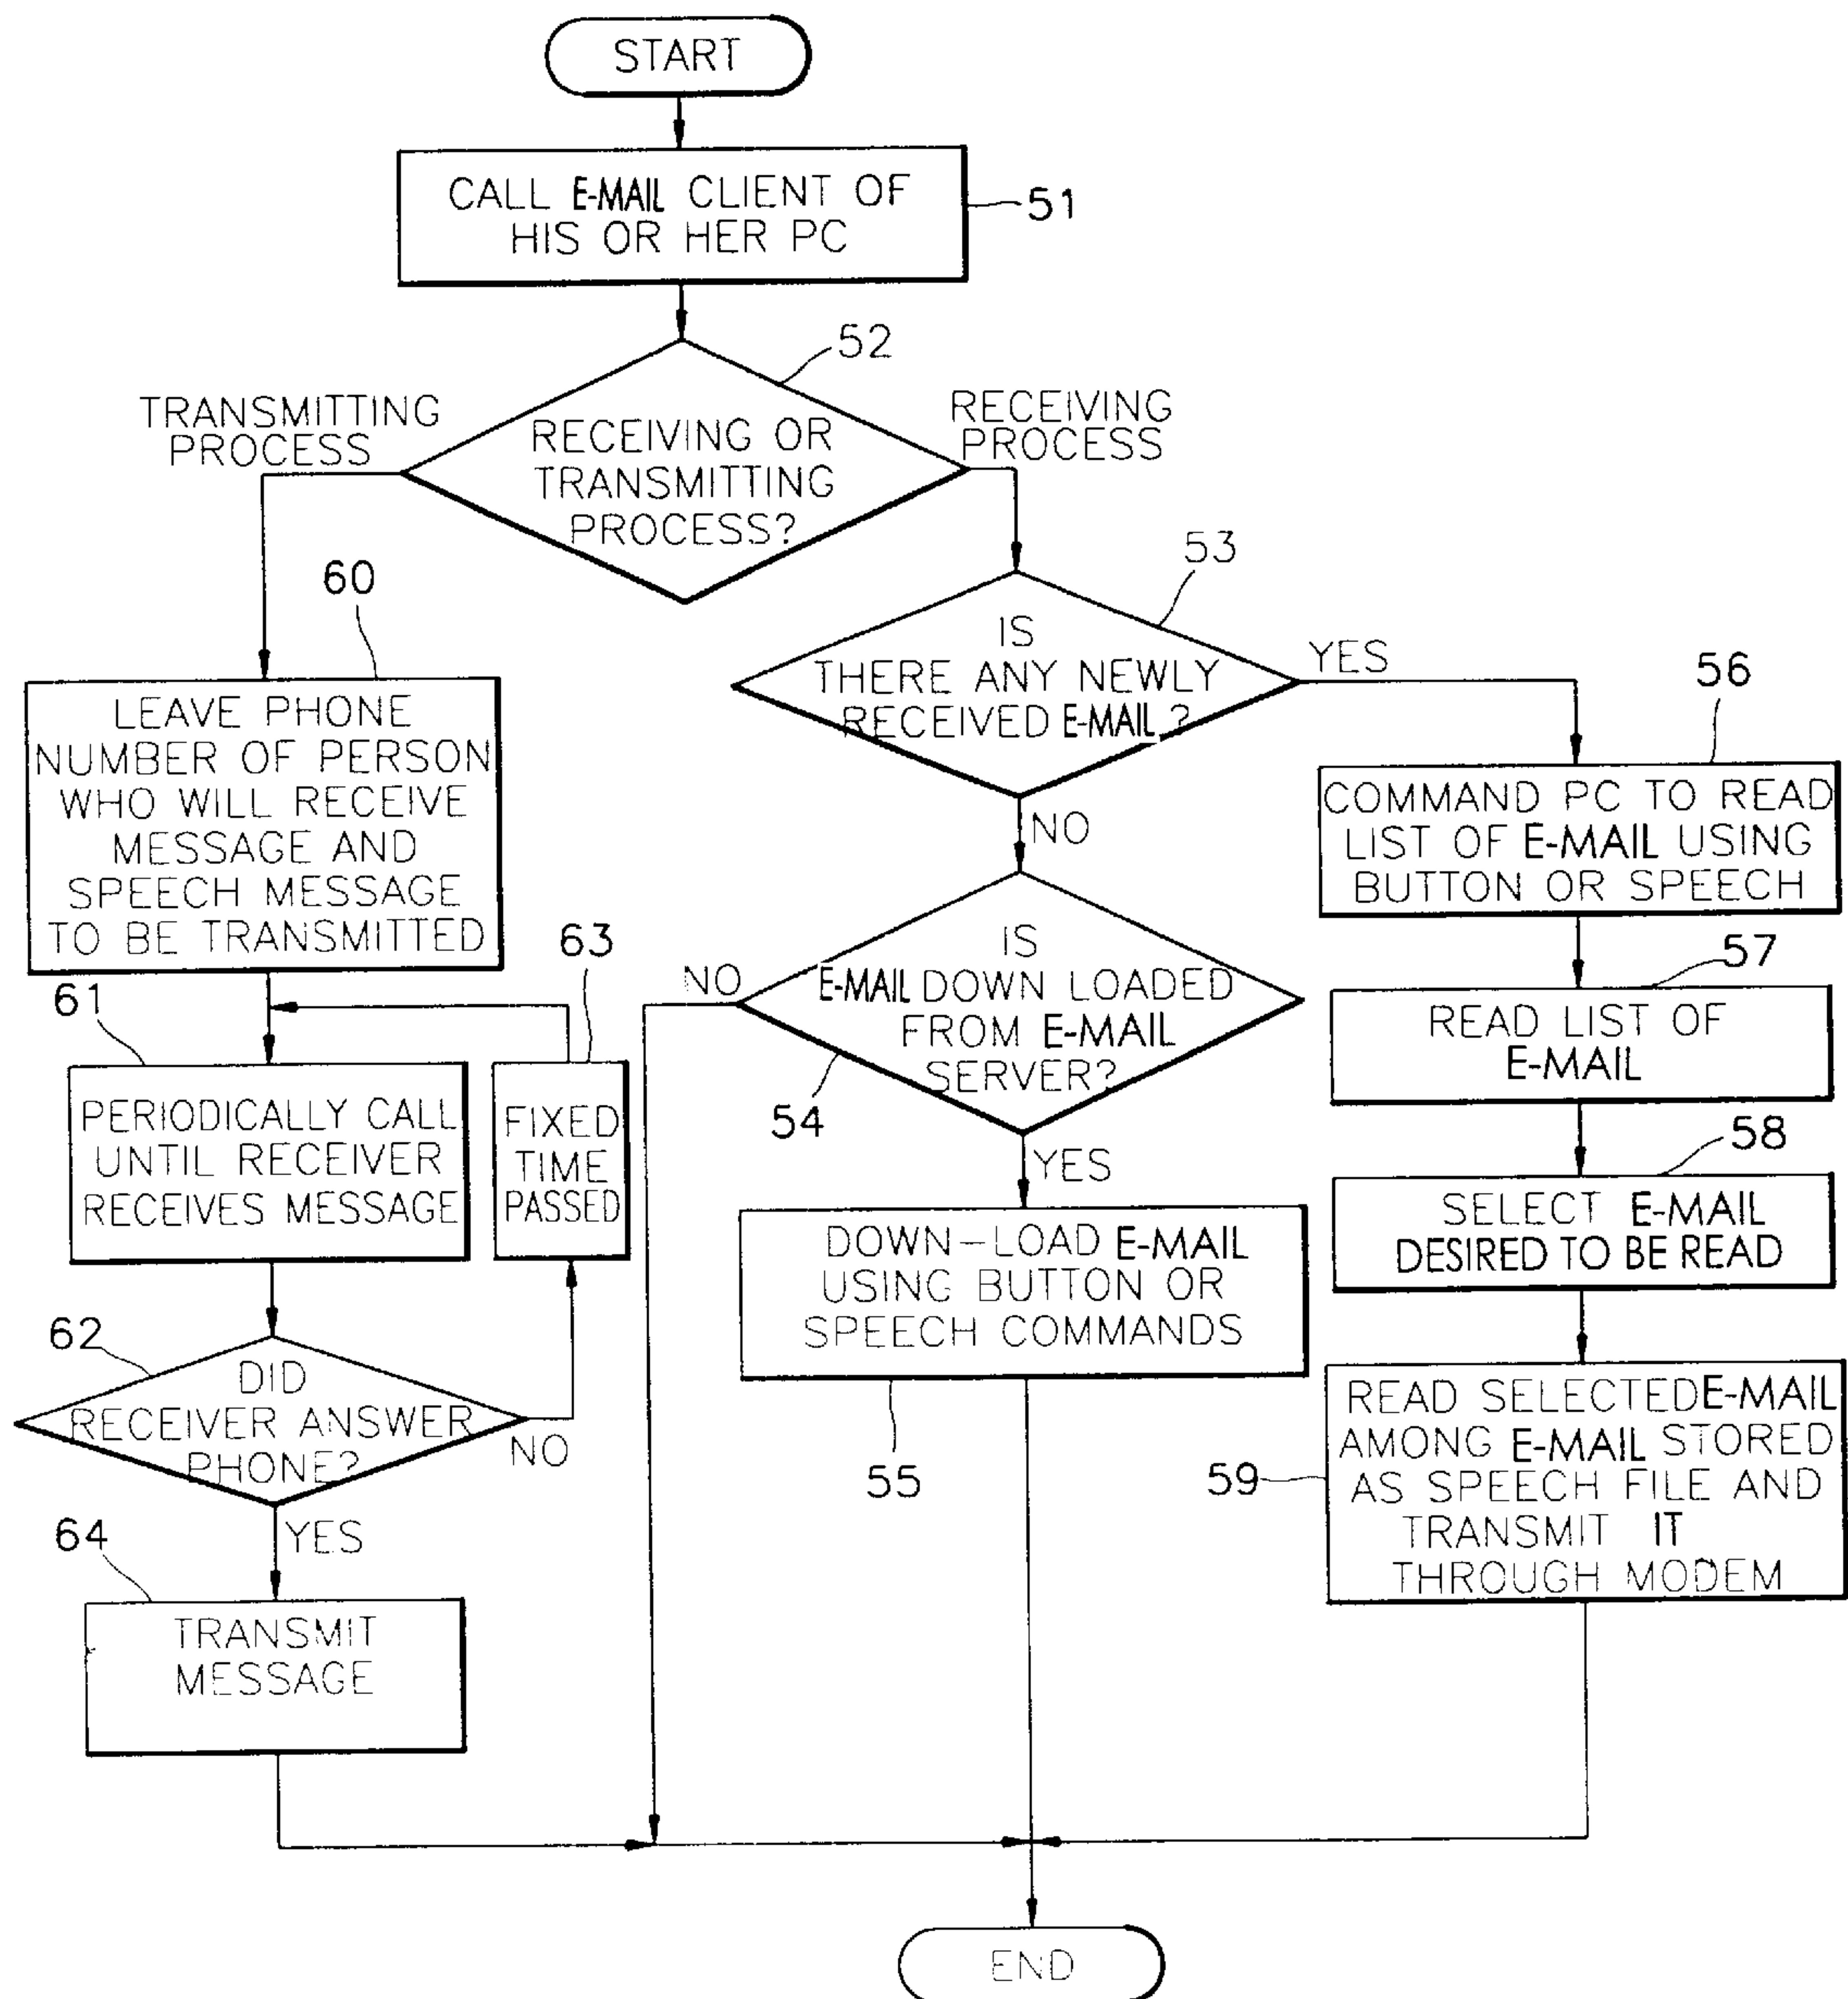 START
CALL E-MAIL CLIENT OF
HIS OR HER PC
51
52
RECEIVING OR
TRANSMITTING
PROCESS?
TRANSMITTING
PROCESS
RECEIVING
PROCESS
60
LEAVE PHONE
NUMBER OF PERSON
WHO WILL RECEIVE
MESSAGE AND
SPEECH MESSAGE
TO BE TRANSMITTED
61
PERIODICALLY CALL
UNTIL RECEIVER
RECEIVES MESSAGE
63
FIXED
TIME
PASSED
62
DID
RECEIVER ANSWER
PHONE?
NO
YES
64
TRANSMIT
MESSAGE
53
IS
THERE ANY NEWLY
RECEIVED E-MAIL ?
YES
NO
IS
E-MAIL DOWN LOADED
FROM E-MAIL
SERVER?
NO
54
YES
DOWN-LOAD E-MAIL
USING BUTTON OR
SPEECH COMMANDS
55
56
COMMAND PC TO READ
LIST OF E-MAIL USING
BUTTON OR SPEECH
57
READ LIST OF
E-MAIL
58
SELECT E-MAIL
DESIRED TO BE READ
59
READ SELECTED E-MAIL
AMONG E-MAIL STORED
AS SPEECH FILE AND
TRANSMIT IT
THROUGH MODEM
END